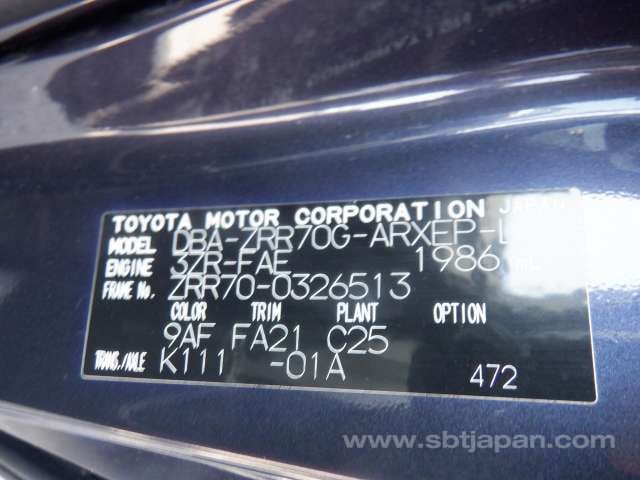 TOYOTA MOTOR CORPORATION JAPAN
MODEL DBA-ZRR70G-ARXEP-
ENGINE 3ZR-FAE 1986 mL
FRAME No. ZRR70-0326513
COLOR TRIM PLANT OPTION
9AF FA21 C25
TRANS./AXLE K111 -01A
472
www.sbtjapan.com